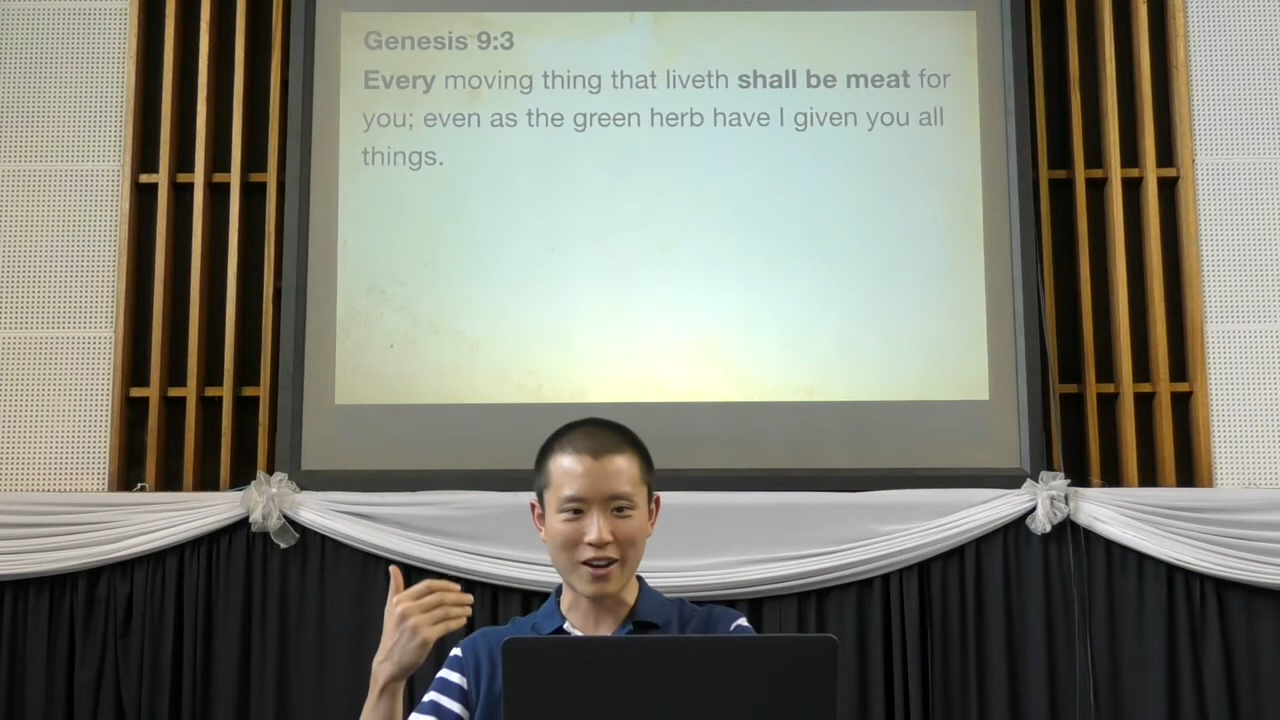 Genesis 9:3
Every moving thing that liveth shall be meat for
you; even as the green herb have I given you all
things.